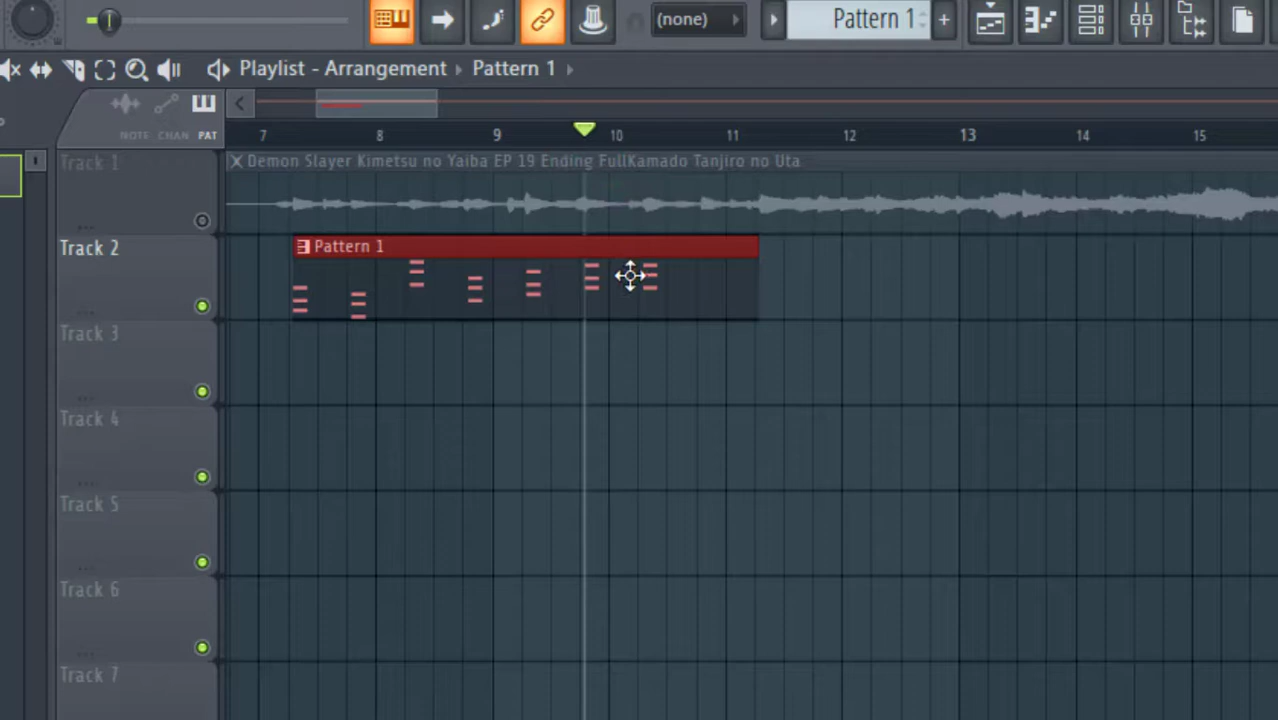 (none)
Pattern 1
Playlist - Arrangement
Pattern 1
NOTE CHAN PAT
7 8 9 10 11 12 13 14 15
Track 1
Demon Slayer Kimetsu no Yaiba EP 19 Ending FullKamado Tanjiro no Uta
Track 2
Pattern 1
Track 3
Track 4
Track 5
Track 6
Track 7